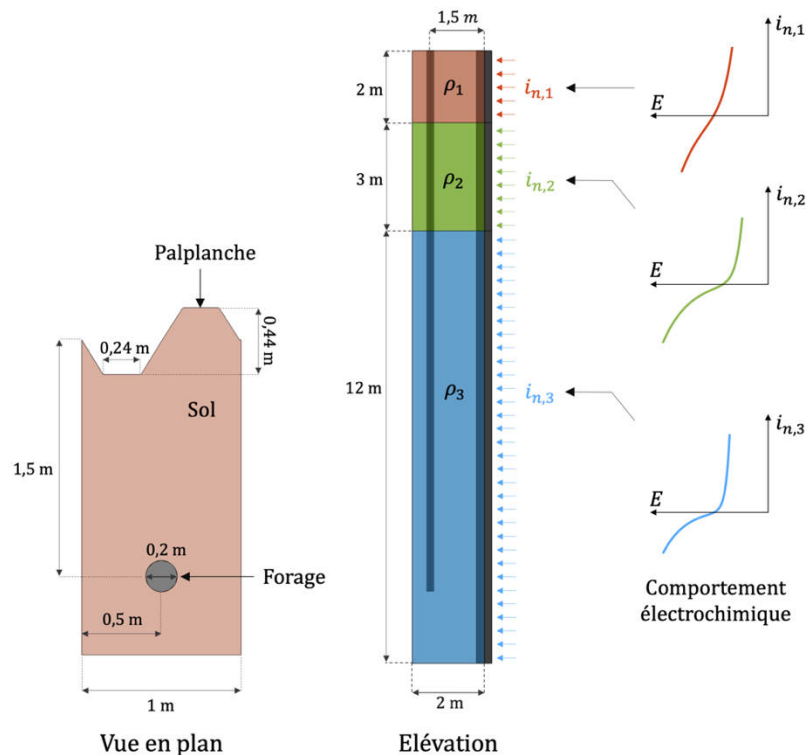 Palplanche
0,24 m
0,44 m
Sol
1,5 m
0,2 m
Forage
0,5 m
1 m
Vue en plan
1,5 m
2 m
ρ₁
3 m
ρ₂
12 m
ρ₃
2 m
Elévation
i_{n,1}
i_{n,2}
i_{n,3}
i_{n,1}
E
i_{n,2}
E
i_{n,3}
E
Comportement
électrochimique